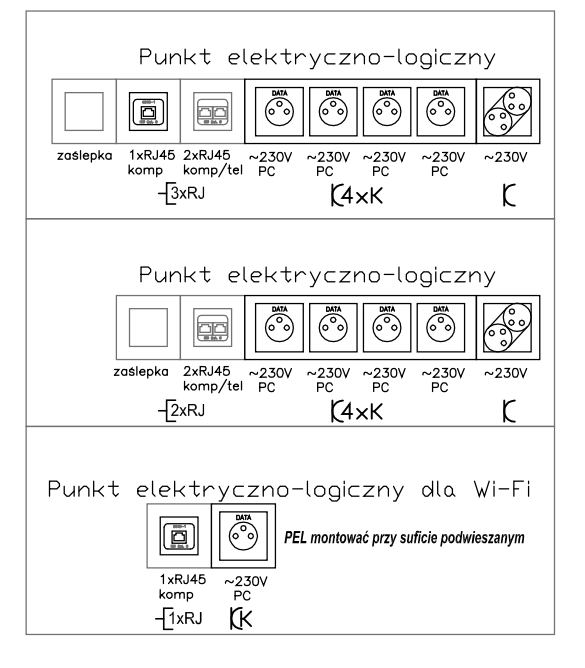 Punkt elektryczno-logiczny
DATA DATA DATA DATA
zaślepka 1xRJ45 2xRJ45 ~230V ~230V ~230V ~230V ~230V
komp komp/tel PC PC PC PC
3xRJ 4xK
Punkt elektryczno-logiczny
DATA DATA DATA DATA
zaślepka 2xRJ45 ~230V ~230V ~230V ~230V ~230V
komp/tel PC PC PC PC
2xRJ 4xK
Punkt elektryczno-logiczny dla Wi-Fi
DATA
PEL montować przy suficie podwieszanym
1xRJ45 ~230V
komp PC
1xRJ K